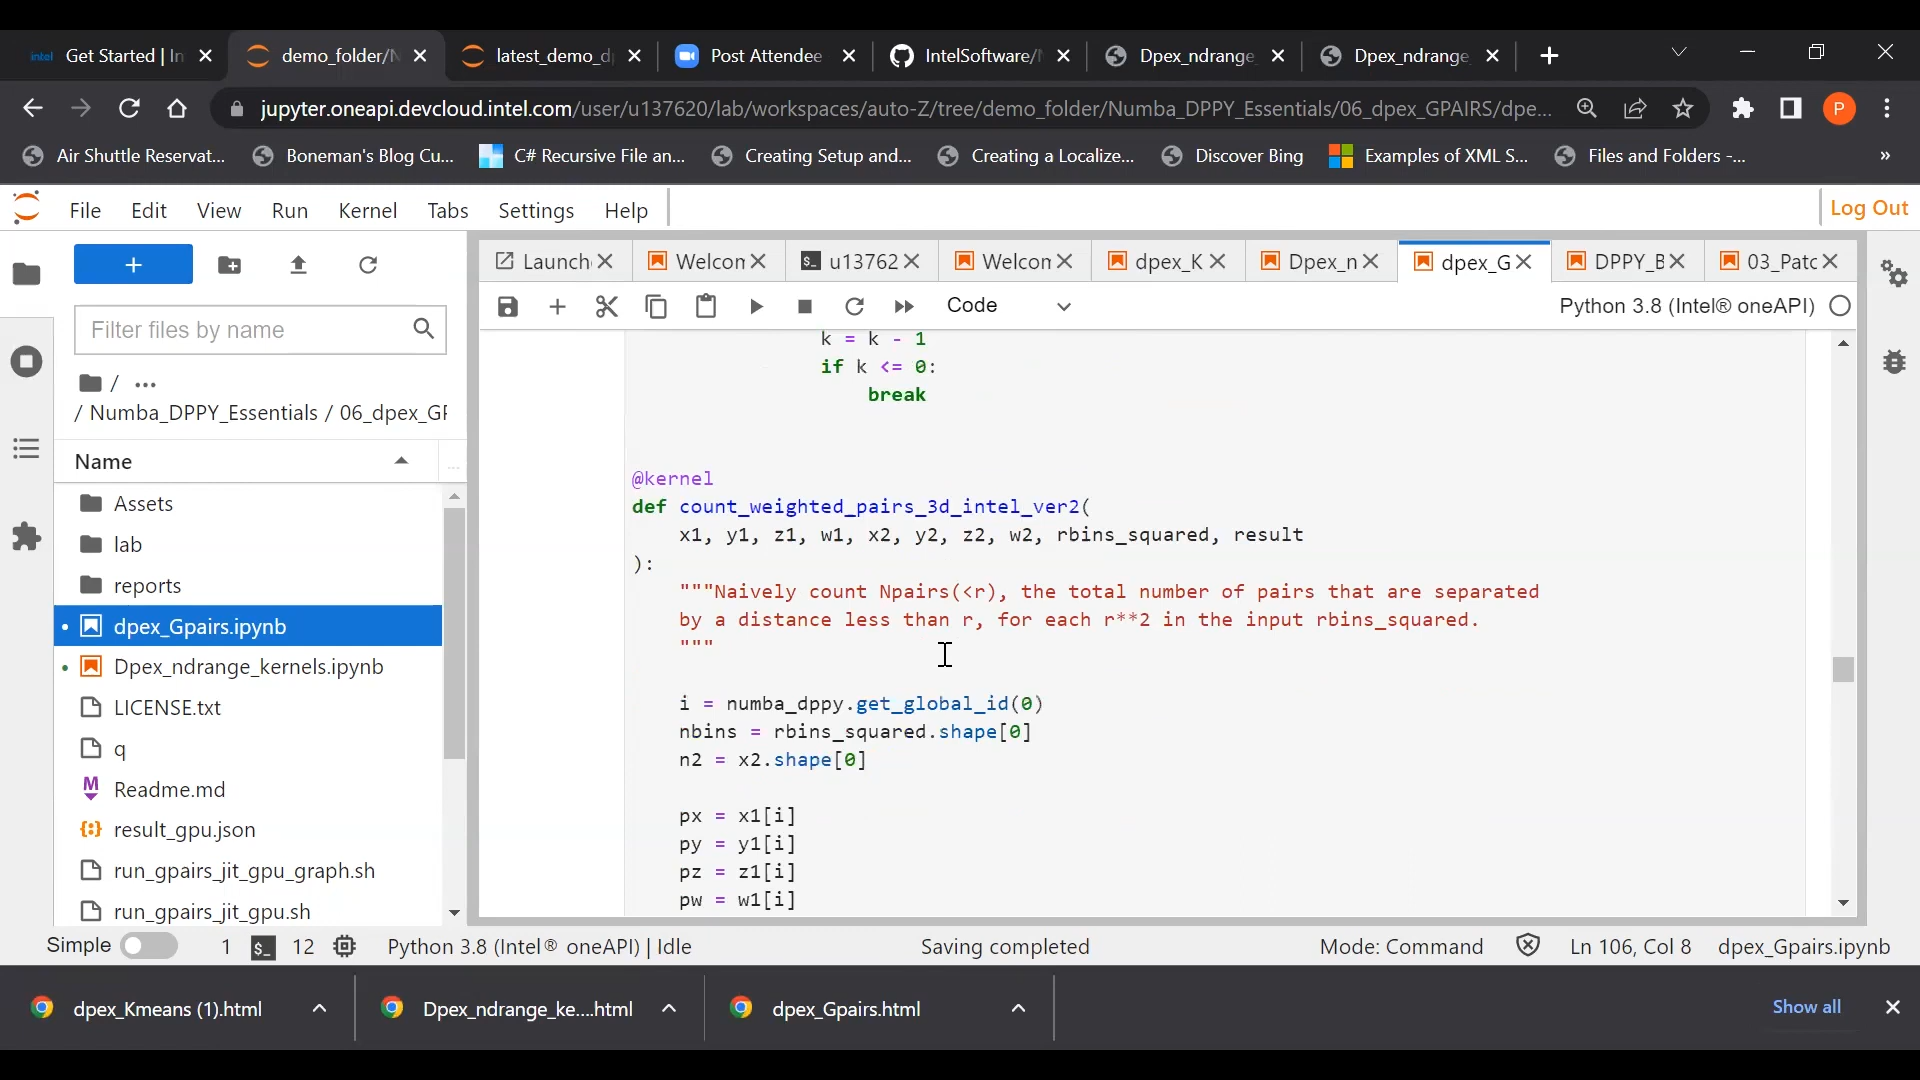 intel Get Started | In
demo_folder/N
latest_demo_d
Post Attendee
IntelSoftware/
Dpex_ndrange_
Dpex_ndrange_
jupyter.oneapi.devcloud.intel.com/user/u137620/lab/workspaces/auto-Z/tree/demo_folder/Numba_DPPY_Essentials/06_dpex_GPAIRS/dpe...
P
Air Shuttle Reservat...
Boneman's Blog Cu...
C# Recursive File an...
Creating Setup and...
Creating a Localize...
Discover Bing
Examples of XML S...
Files and Folders -...
»
File Edit View Run Kernel Tabs Settings Help
Log Out
Launch
Welcom
u13762
Welcom
dpex_K
Dpex_n
dpex_G
DPPY_B
03_Patc
Code
Python 3.8 (Intel® oneAPI)
Filter files by name
/ ...
/ Numba_DPPY_Essentials / 06_dpex_GF
Name
...
Assets
lab
reports
dpex_Gpairs.ipynb
Dpex_ndrange_kernels.ipynb
LICENSE.txt
q
Readme.md
result_gpu.json
run_gpairs_jit_gpu_graph.sh
run_gpairs_jit_gpu.sh
k = k - 1
if k <= 0:
break
@kernel
def count_weighted_pairs_3d_intel_ver2(
x1, y1, z1, w1, x2, y2, z2, w2, rbins_squared, result
):
"""Naively count Npairs(<r), the total number of pairs that are separated
by a distance less than r, for each r**2 in the input rbins_squared.
"""
i = numba_dppy.get_global_id(0)
nbins = rbins_squared.shape[0]
n2 = x2.shape[0]
px = x1[i]
py = y1[i]
pz = z1[i]
pw = w1[i]
Simple
1
$_
12
Python 3.8 (Intel® oneAPI) | Idle
Saving completed
Mode: Command
Ln 106, Col 8
dpex_Gpairs.ipynb
dpex_Kmeans (1).html
Dpex_ndrange_ke....html
dpex_Gpairs.html
Show all